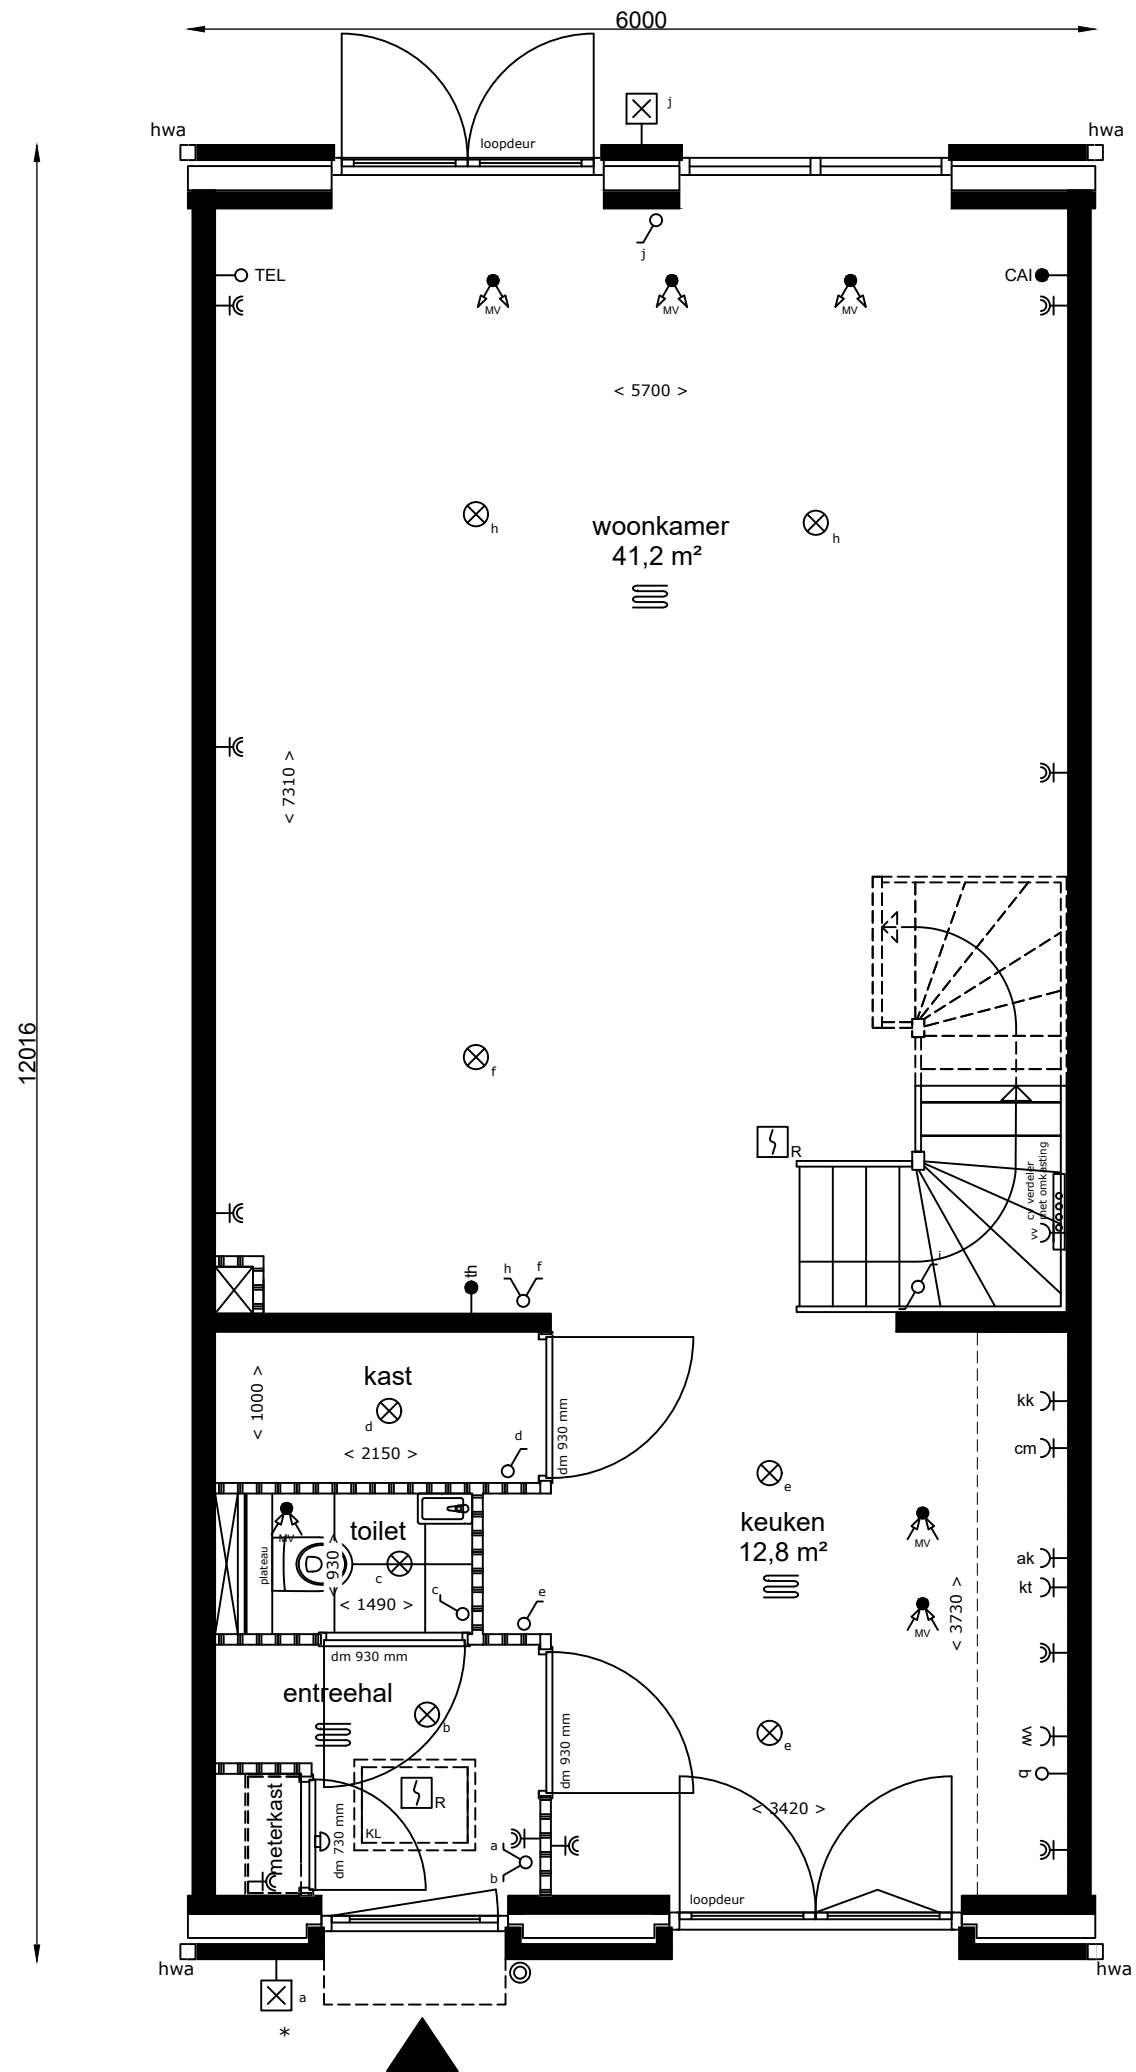 6000
hwa
loopdeur
j
hwa
j
TEL
CAI
MV
MV
MV
< 5700 >
h
woonkamer
41,2 m²
h
< 7310 >
12016
f
R
cv verdeler
met omkasting
vv
i
th
h
f
kast
d
< 1000 >
< 2150 >
d
dm 930 mm
kk
cm
e
keuken
12,8 m²
MV
MV
ak
kt
< 3730 >
MV
toilet
plateau
< 930 >
c
< 1490 >
c
e
dm 930 mm
entreehal
b
dm 930 mm
e
vw
q
< 3420 >
meterkast
dm 730 mm
R
KL
a
b
loopdeur
hwa
hwa
a
*